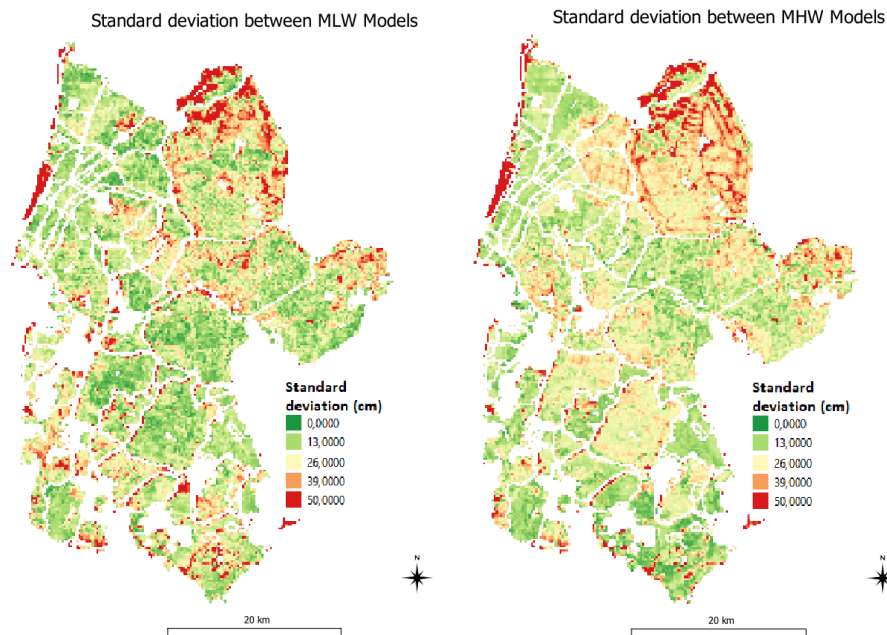 Standard deviation between MLW Models
Standard deviation between MHW Models
Standard
deviation (cm)
0,0000
13,0000
26,0000
39,0000
50,0000
N
20 km
Standard
deviation (cm)
0,0000
13,0000
26,0000
39,0000
50,0000
N
20 km